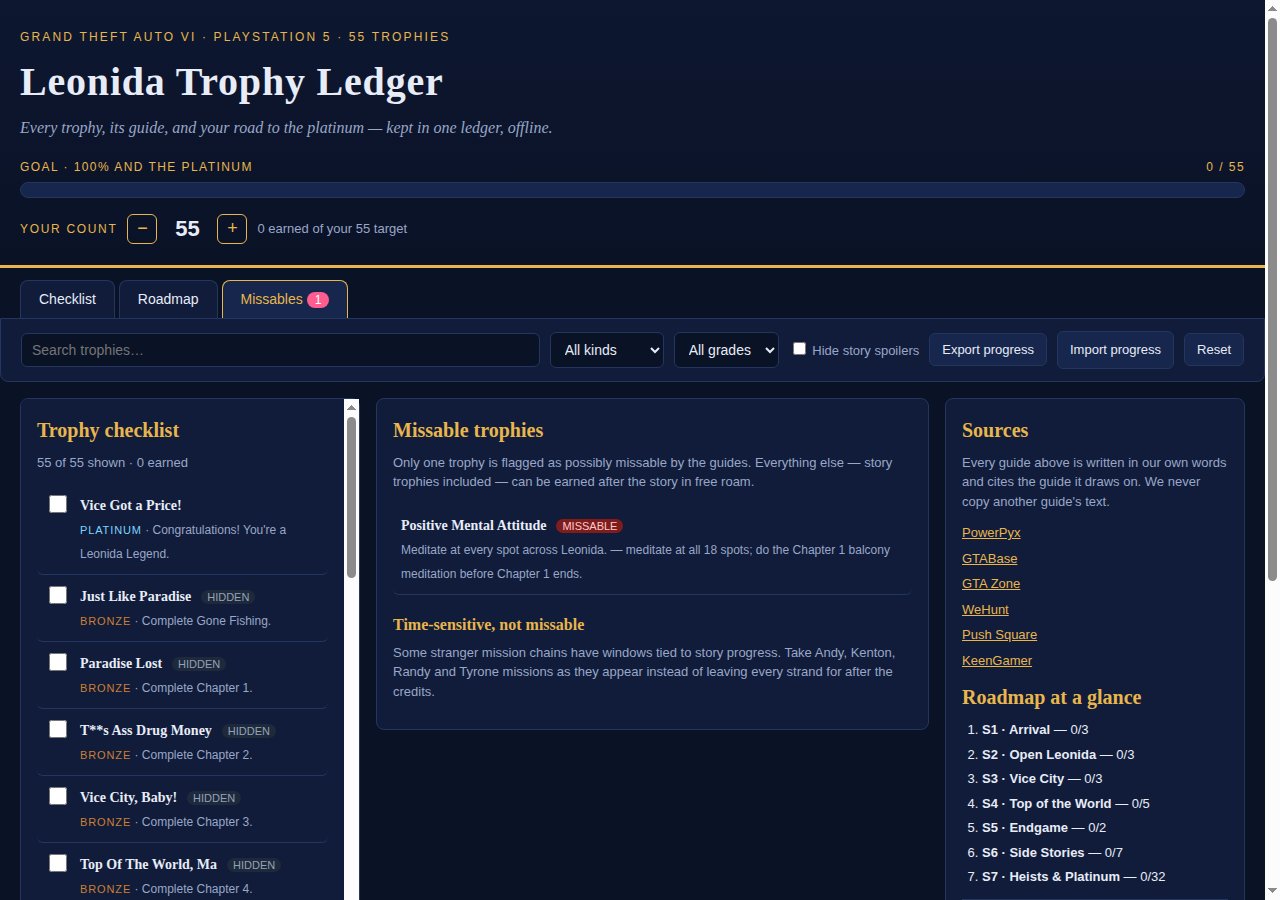 GRAND THEFT AUTO VI · PLAYSTATION 5 · 55 TROPHIES
Leonida Trophy Ledger
Every trophy, its guide, and your road to the platinum — kept in one ledger, offline.
GOAL · 100% AND THE PLATINUM
0 / 55
YOUR COUNT − 55 + 0 earned of your 55 target
Checklist
Roadmap
Missables 1
Search trophies…
All kinds
All grades
Hide story spoilers
Export progress
Import progress
Reset
Trophy checklist
55 of 55 shown · 0 earned
Vice Got a Price!
PLATINUM · Congratulations! You're a
Leonida Legend.
Just Like Paradise HIDDEN
BRONZE · Complete Gone Fishing.
Paradise Lost HIDDEN
BRONZE · Complete Chapter 1.
T**s Ass Drug Money HIDDEN
BRONZE · Complete Chapter 2.
Vice City, Baby! HIDDEN
BRONZE · Complete Chapter 3.
Top Of The World, Ma HIDDEN
BRONZE · Complete Chapter 4.
Missable trophies
Only one trophy is flagged as possibly missable by the guides. Everything else — story
trophies included — can be earned after the story in free roam.
Positive Mental Attitude MISSABLE
Meditate at every spot across Leonida. — meditate at all 18 spots; do the Chapter 1 balcony
meditation before Chapter 1 ends.
Time-sensitive, not missable
Some stranger mission chains have windows tied to story progress. Take Andy, Kenton,
Randy and Tyrone missions as they appear instead of leaving every strand for after the
credits.
Sources
Every guide above is written in our own words
and cites the guide it draws on. We never
copy another guide's text.
PowerPyx
GTABase
GTA Zone
WeHunt
Push Square
KeenGamer
Roadmap at a glance
1. S1 · Arrival — 0/3
2. S2 · Open Leonida — 0/3
3. S3 · Vice City — 0/3
4. S4 · Top of the World — 0/5
5. S5 · Endgame — 0/2
6. S6 · Side Stories — 0/7
7. S7 · Heists & Platinum — 0/32